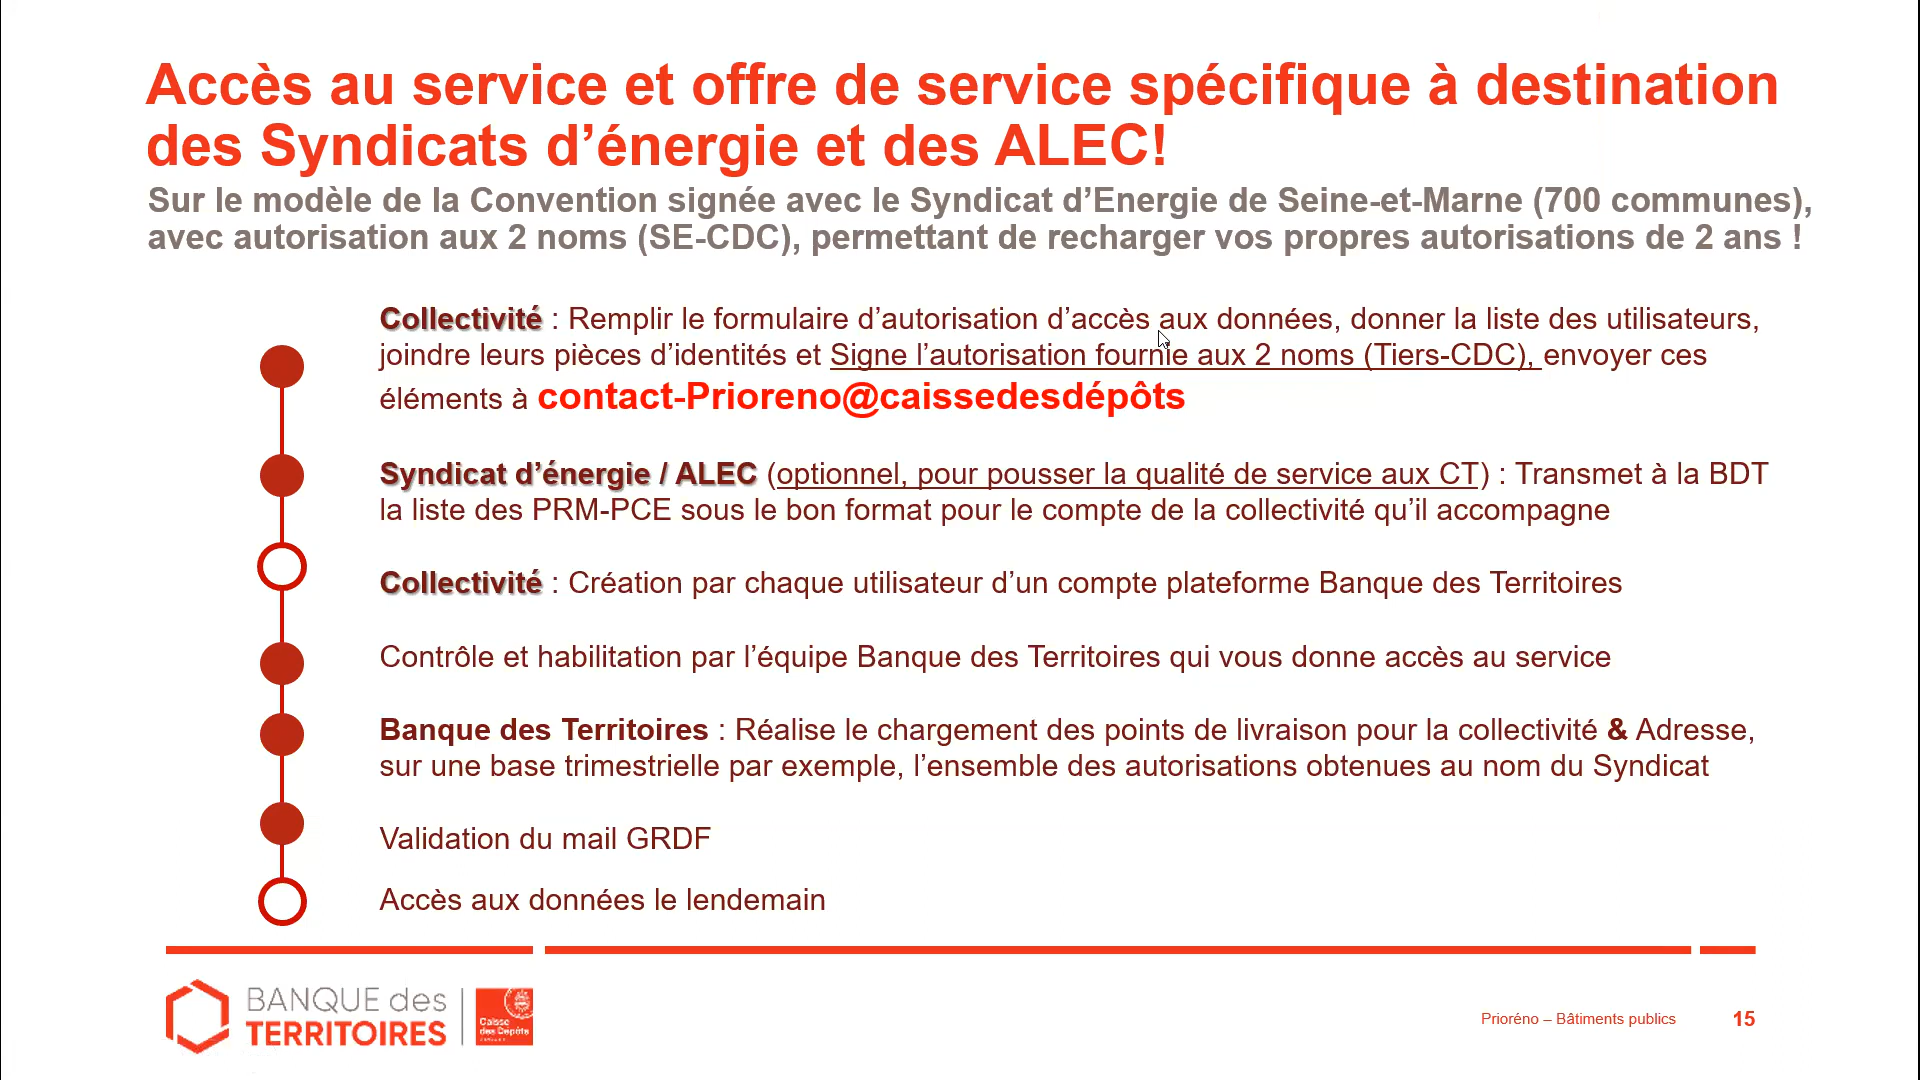 Accès au service et offre de service spécifique à destination
des Syndicats d’énergie et des ALEC!
Sur le modèle de la Convention signée avec le Syndicat d’Energie de Seine-et-Marne (700 communes),
avec autorisation aux 2 noms (SE-CDC), permettant de recharger vos propres autorisations de 2 ans !
Collectivité : Remplir le formulaire d’autorisation d’accès aux données, donner la liste des utilisateurs,
joindre leurs pièces d’identités et Signe l’autorisation fournie aux 2 noms (Tiers-CDC), envoyer ces
éléments à contact-Prioreno@caissedesdépôts
Syndicat d’énergie / ALEC (optionnel, pour pousser la qualité de service aux CT) : Transmet à la BDT
la liste des PRM-PCE sous le bon format pour le compte de la collectivité qu’il accompagne
Collectivité : Création par chaque utilisateur d’un compte plateforme Banque des Territoires
Contrôle et habilitation par l’équipe Banque des Territoires qui vous donne accès au service
Banque des Territoires : Réalise le chargement des points de livraison pour la collectivité & Adresse,
sur une base trimestrielle par exemple, l’ensemble des autorisations obtenues au nom du Syndicat
Validation du mail GRDF
Accès aux données le lendemain
BANQUE des
TERRITOIRES
Caisse
des Dépôts
Prioréno – Bâtiments publics
15